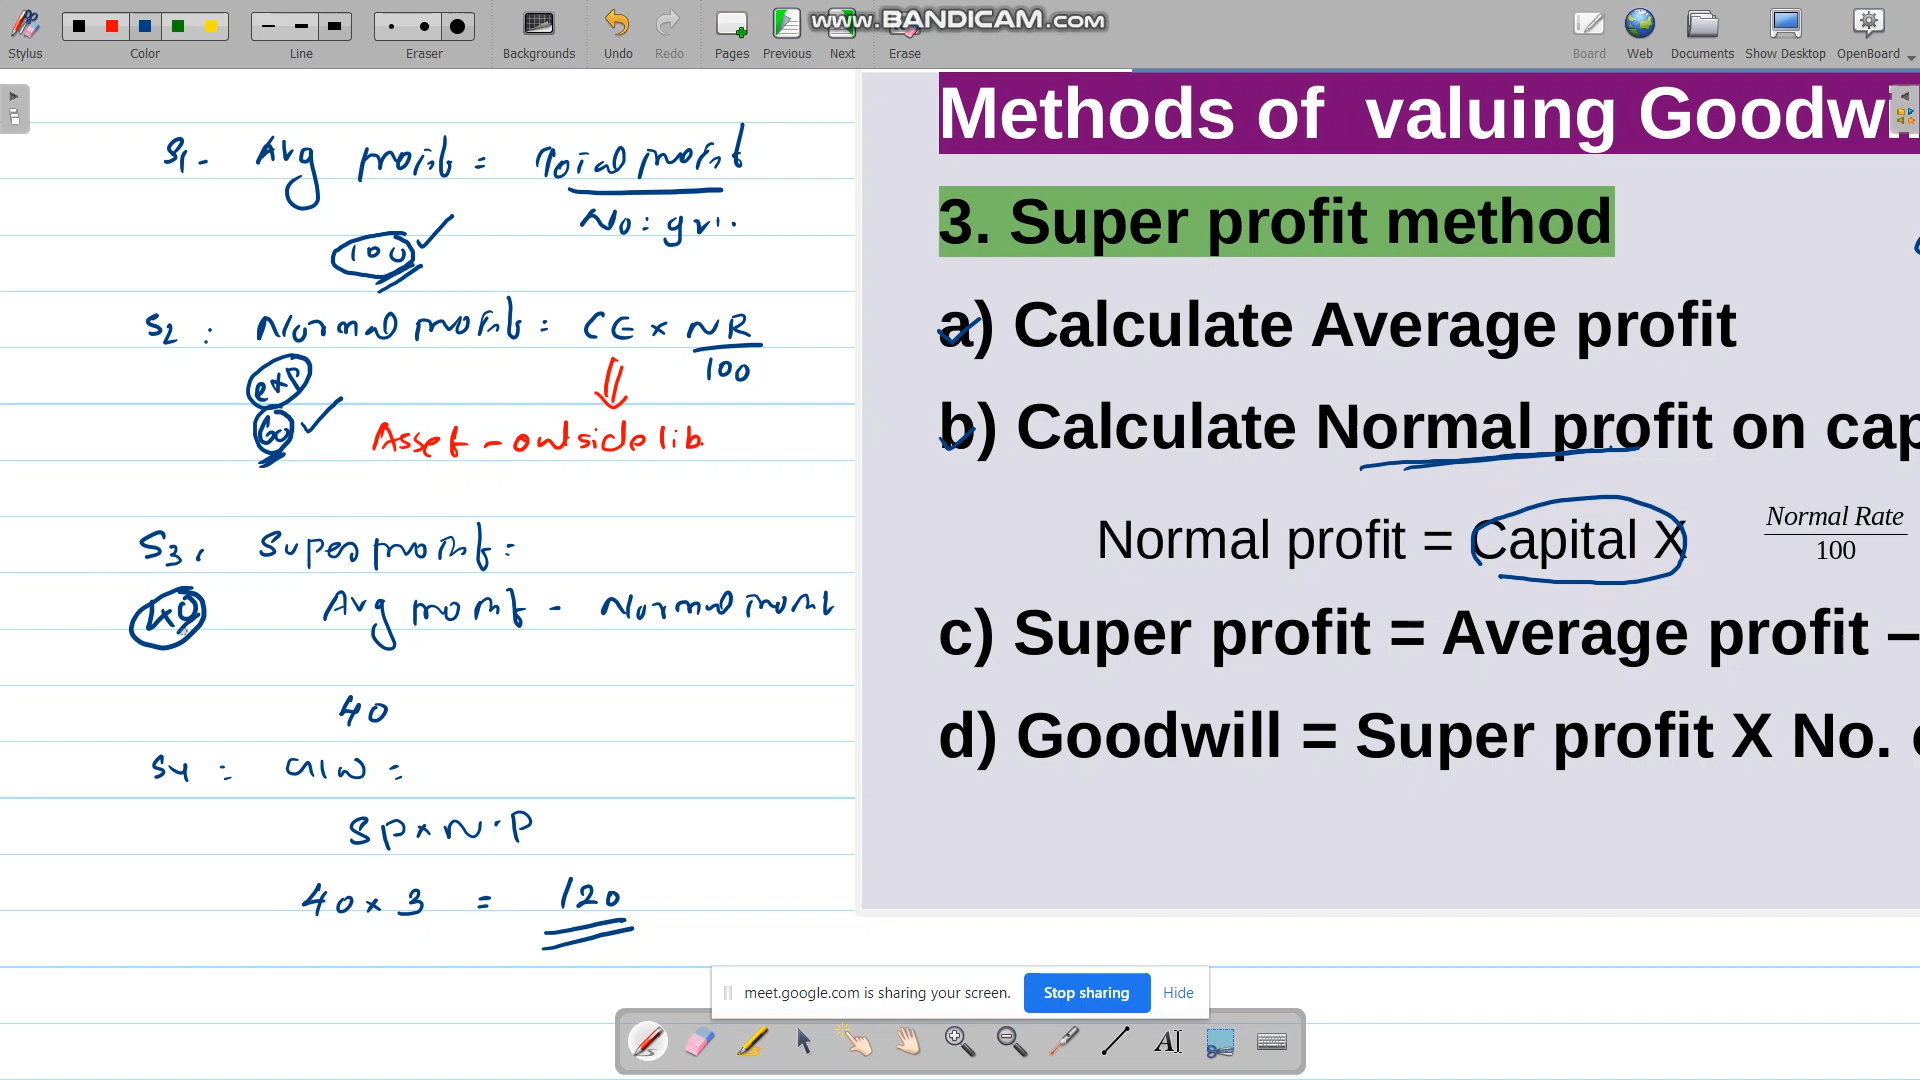 www.BANDICAM.com
Stylus Color Line Eraser Backgrounds Undo Redo Pages Previous Next Erase Board Web Documents Show Desktop OpenBoard
S1- Avg profit = Total profit
No: gvi.
100
S2 : Normal profit = CE x NR
100
exp
60
Asset - outside lib
S3. Super profit =
40 Avg profit - Normal profit
40
S4 : G/W =
SP x N.P
40 x 3 = 120
Methods of valuing Goodwi
3. Super profit method
a) Calculate Average profit
b) Calculate Normal profit on cap
Normal profit = Capital X Normal Rate
100
c) Super profit = Average profit –
d) Goodwill = Super profit X No.
meet.google.com is sharing your screen. Stop sharing Hide